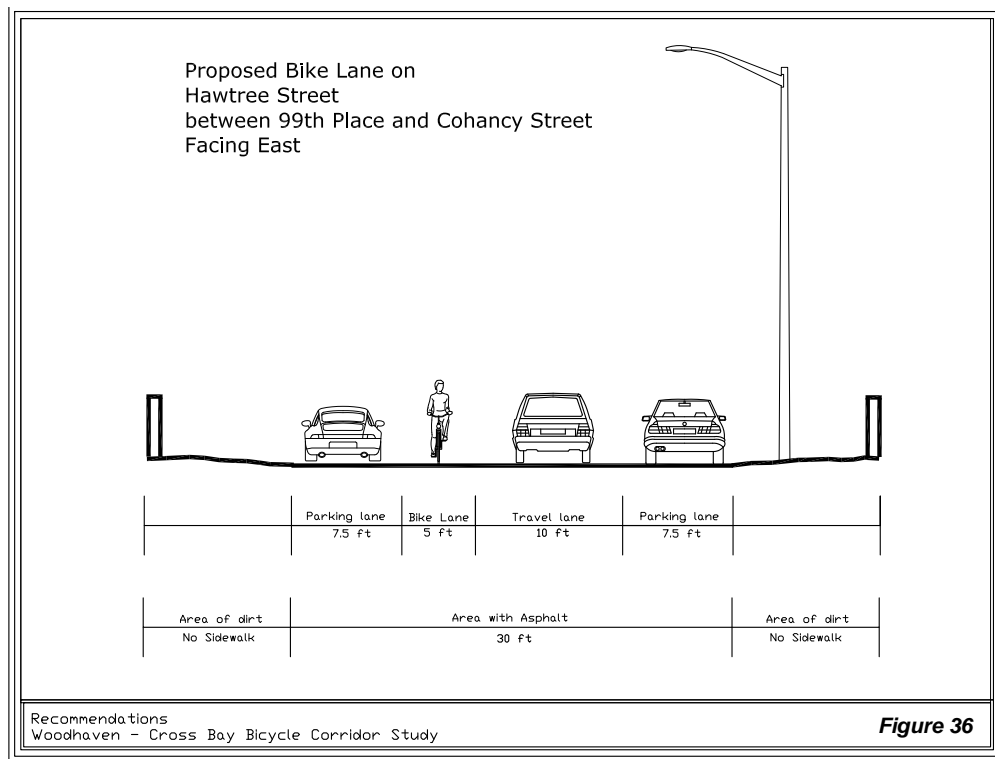 Proposed Bike Lane on
Hawtree Street
between 99th Place and Cohancy Street
Facing East
Parking lane Bike Lane Travel lane Parking lane
7.5 ft 5 ft 10 ft 7.5 ft
Area of dirt Area with Asphalt Area of dirt
No Sidewalk 30 ft No Sidewalk
Recommendations
Woodhaven - Cross Bay Bicycle Corridor Study
Figure 36